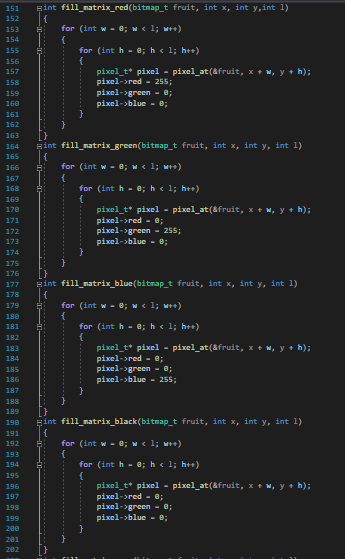 151 int fill_matrix_red(bitmap_t fruit, int x, int y,int l)
152 {
153 for (int w = 0; w < l; w++)
154 {
155 for (int h = 0; h < l; h++)
156 {
157 pixel_t* pixel = pixel_at(&fruit, x + w, y + h);
158 pixel->red = 255;
159 pixel->green = 0;
160 pixel->blue = 0;
161 }
162 }
163 }
164 int fill_matrix_green(bitmap_t fruit, int x, int y, int l)
165 {
166 for (int w = 0; w < l; w++)
167 {
168 for (int h = 0; h < l; h++)
169 {
170 pixel_t* pixel = pixel_at(&fruit, x + w, y + h);
171 pixel->red = 0;
172 pixel->green = 255;
173 pixel->blue = 0;
174 }
175 }
176 }
177 int fill_matrix_blue(bitmap_t fruit, int x, int y, int l)
178 {
179 for (int w = 0; w < l; w++)
180 {
181 for (int h = 0; h < l; h++)
182 {
183 pixel_t* pixel = pixel_at(&fruit, x + w, y + h);
184 pixel->red = 0;
185 pixel->green = 0;
186 pixel->blue = 255;
187 }
188 }
189 }
190 int fill_matrix_black(bitmap_t fruit, int x, int y, int l)
191 {
192 for (int w = 0; w < l; w++)
193 {
194 for (int h = 0; h < l; h++)
195 {
196 pixel_t* pixel = pixel_at(&fruit, x + w, y + h);
197 pixel->red = 0;
198 pixel->green = 0;
199 pixel->blue = 0;
200 }
201 }
202 }